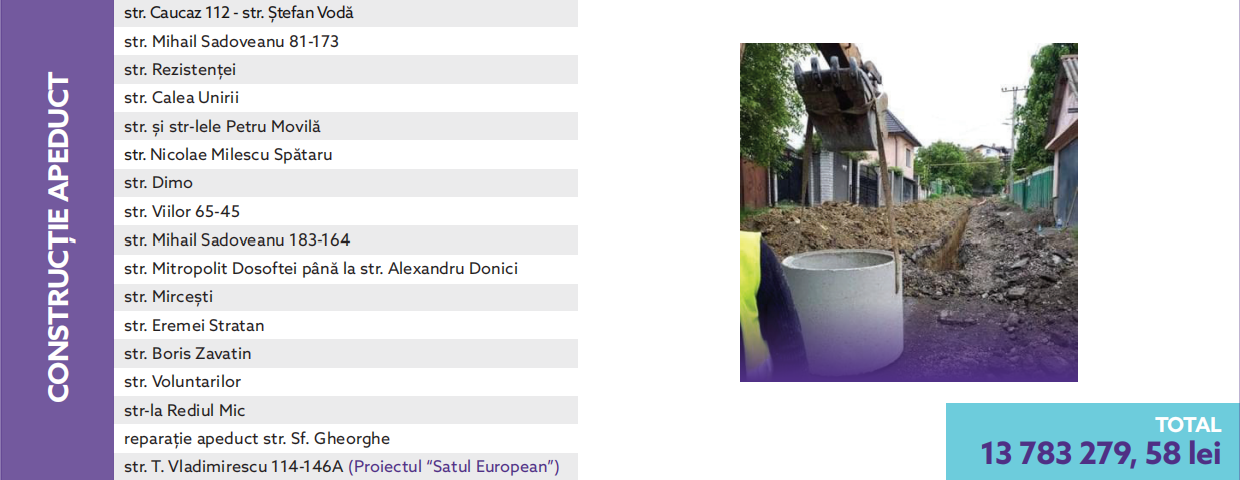 CONSTRUCȚIE APEDUCT
str. Caucaz 112 - str. Ștefan Vodă
str. Mihail Sadoveanu 81-173
str. Rezistenței
str. Calea Unirii
str. și str-lele Petru Movilă
str. Nicolae Milescu Spătaru
str. Dimo
str. Viilor 65-45
str. Mihail Sadoveanu 183-164
str. Mitropolit Dosoftei până la str. Alexandru Donici
str. Mircești
str. Eremei Stratan
str. Boris Zavatin
str. Voluntarilor
str-la Rediul Mic
reparație apeduct str. Sf. Gheorghe
str. T. Vladimirescu 114-146A (Proiectul “Satul European”)
TOTAL
13 783 279, 58 lei